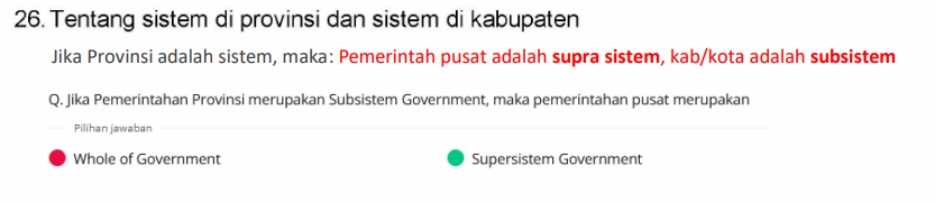 26. Tentang sistem di provinsi dan sistem di kabupaten
Jika Provinsi adalah sistem, maka: Pemerintah pusat adalah supra sistem, kab/kota adalah subsistem
Q. Jika Pemerintahan Provinsi merupakan Subsistem Government, maka pemerintahan pusat merupakan
Pilihan jawaban
Whole of Government
Supersistem Government